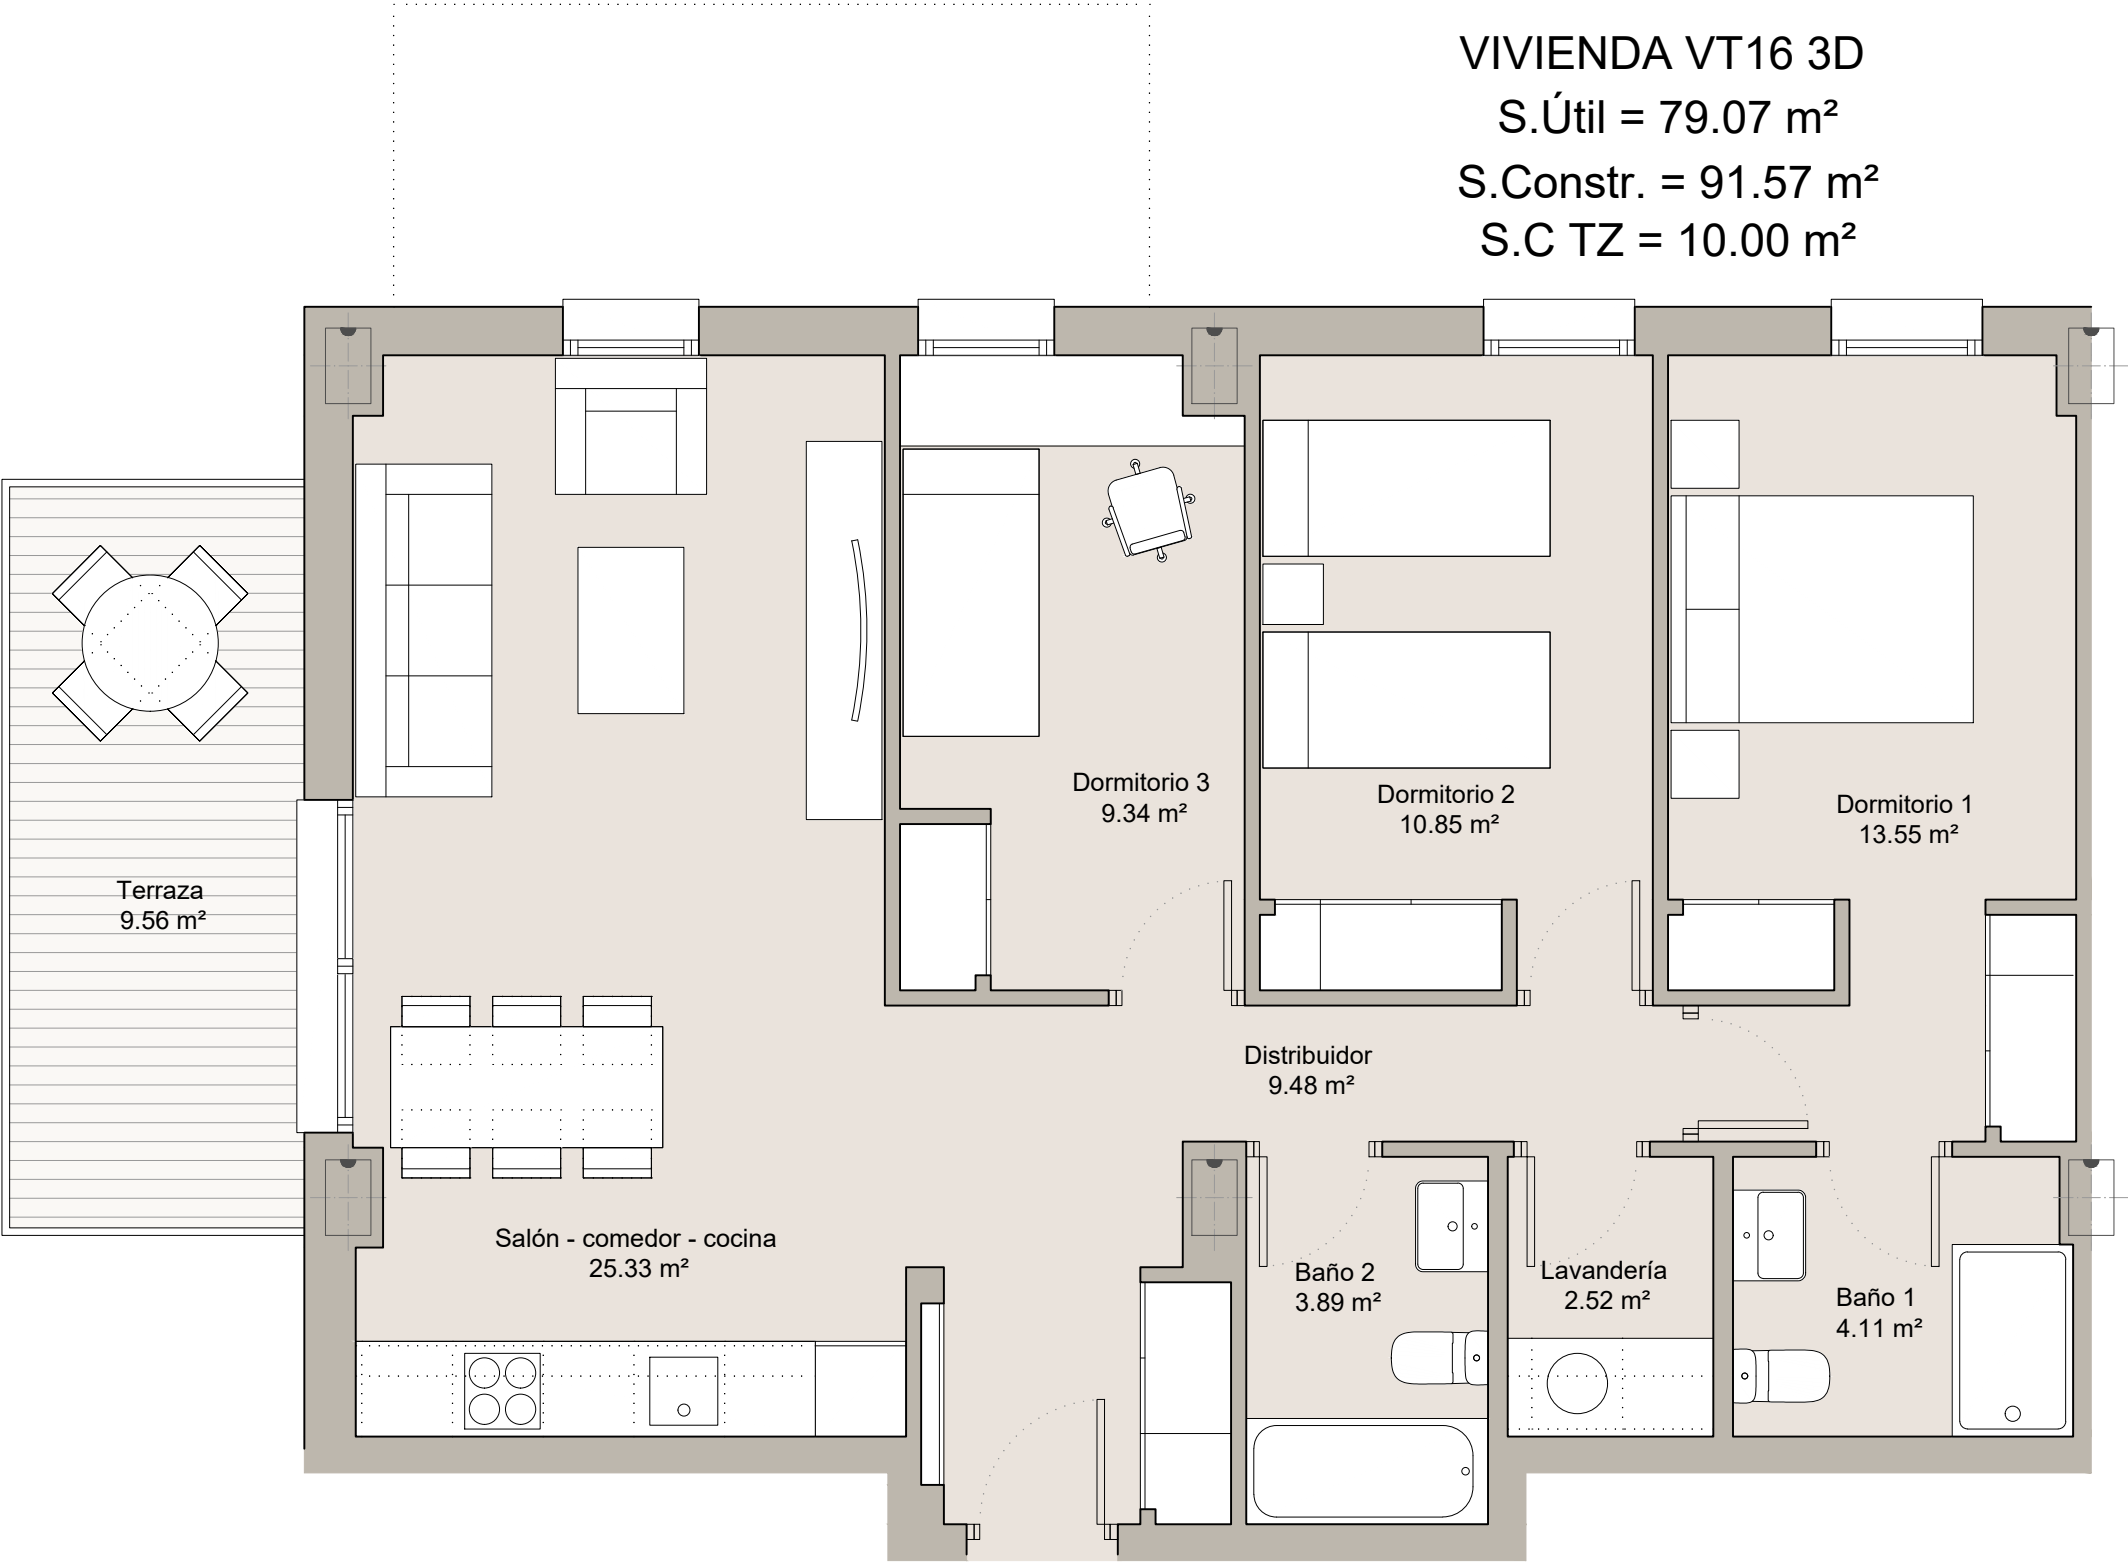 VIVIENDA VT16 3D
S.Útil = 79.07 m²
S.Constr. = 91.57 m²
S.C TZ = 10.00 m²
Dormitorio 3
9.34 m²
Dormitorio 2
10.85 m²
Dormitorio 1
13.55 m²
Terraza
9.56 m²
Distribuidor
9.48 m²
Salón - comedor - cocina
25.33 m²
Baño 2
3.89 m²
Lavandería
2.52 m²
Baño 1
4.11 m²